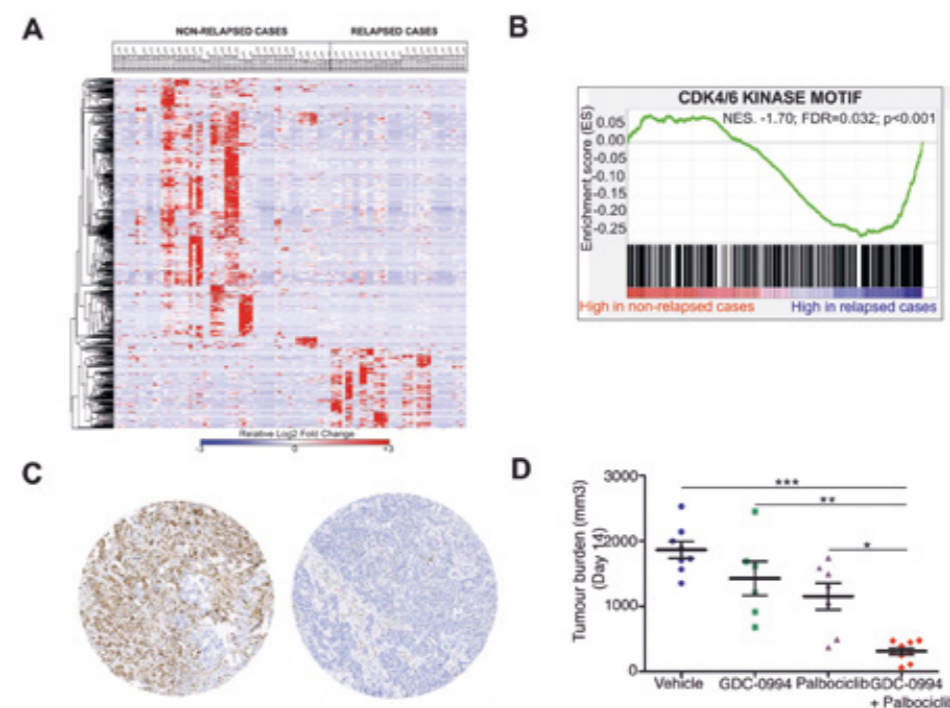 A
NON-RELAPSED CASES
RELAPSED CASES
Relative Log2 Fold Change
-3
0
+3
B
CDK4/6 KINASE MOTIF
NES. -1.70; FDR=0.032; p<0.001
Enrichment score (ES)
0.05
0.00
-0.05
-0.10
-0.15
-0.20
-0.25
High in non-relapsed cases
High in relapsed cases
C
D
Tumour burden (mm3)
(Day 14)
3000
2000
1000
0
***
**
*
Vehicle
GDC-0994
Palbociclib
GDC-0994
+ Palbociclib